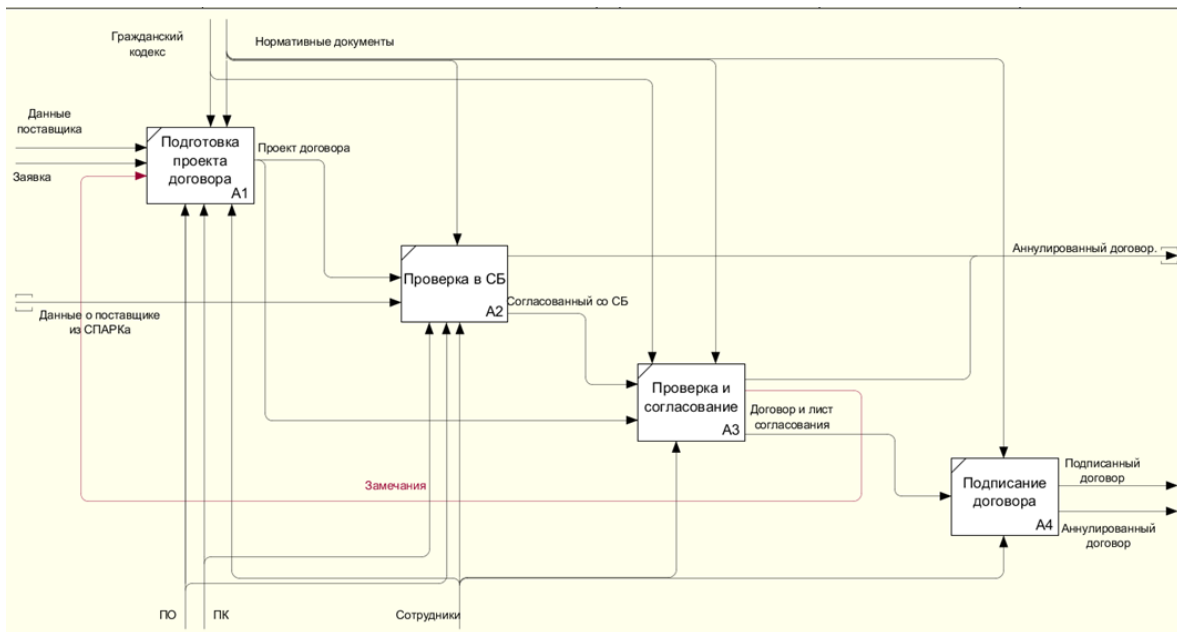 Гражданский
кодекс
Нормативные документы
Данные
поставщика
Заявка
Подготовка
проекта
договора
A1
Проект договора
Проверка в СБ
A2
Аннулированный договор.
Данные о поставщике
из СПАРКа
Согласованный со СБ
Проверка и
согласование
A3
Договор и лист
согласования
Замечания
Подписание
договора
A4
Подписанный
договор
Аннулированный
договор
ПО
ПК
Сотрудники